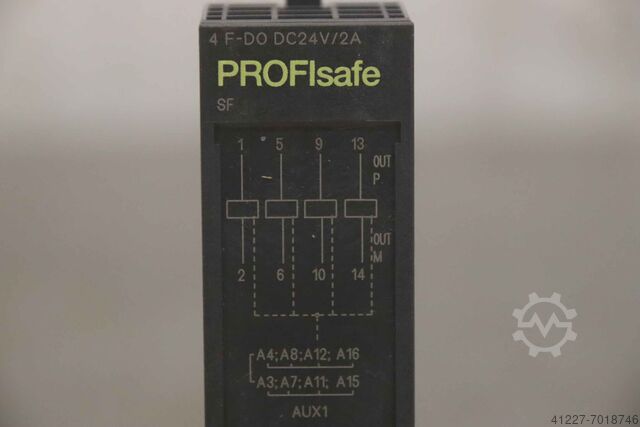 4 F-DO DC24V/2A
PROFIsafe
SF
1 5 9 13
OUT
P
OUT
M
2 6 10 14
A4;A8;A12; A16
A3;A7;A11; A15
AUX1
41227-7018746